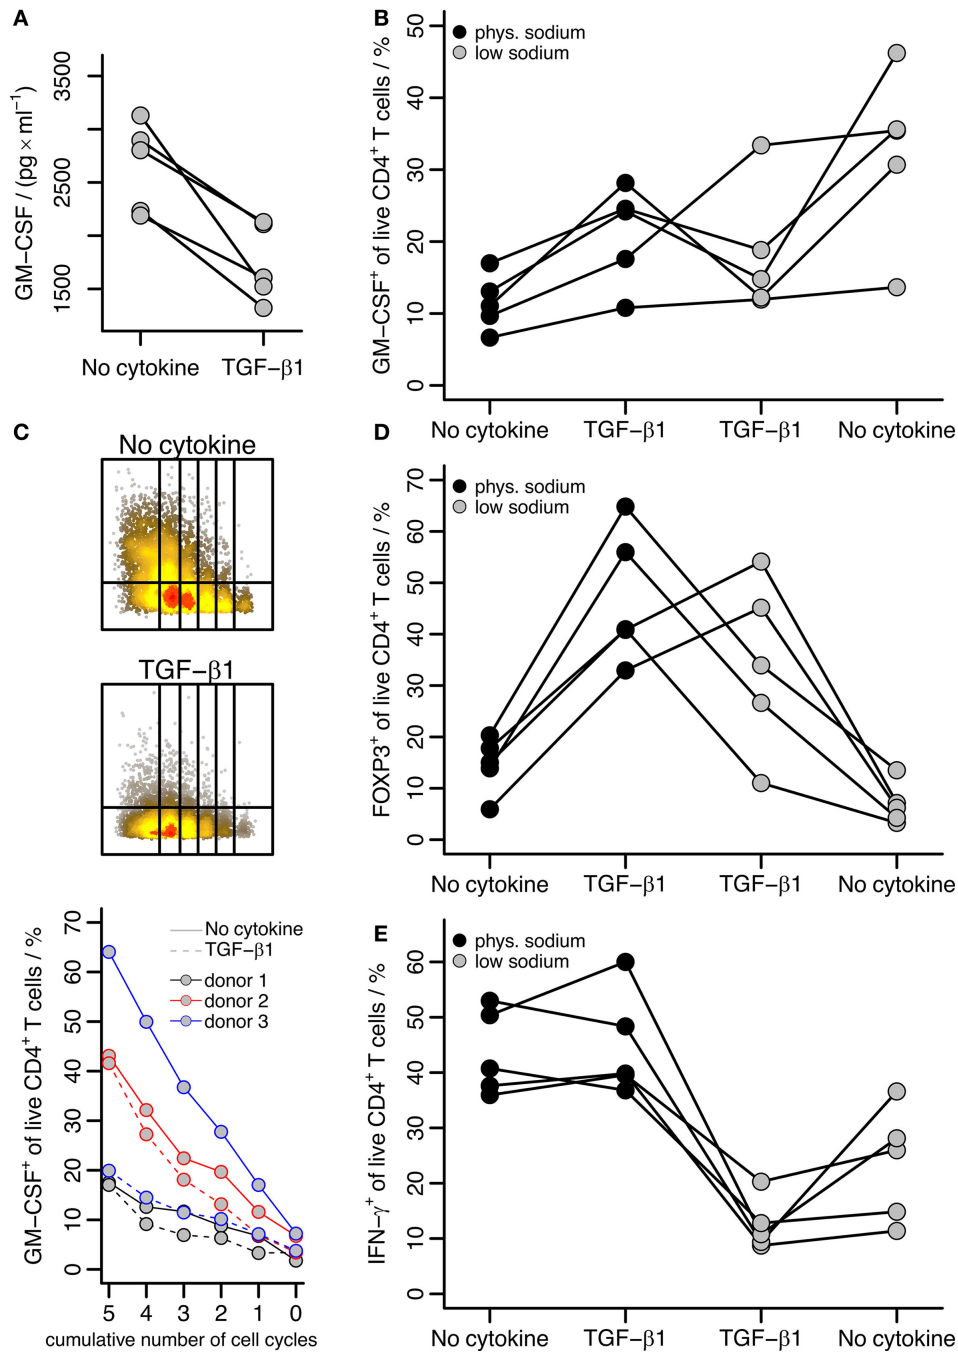 A
GM−CSF / (pg × ml⁻¹)
3500
2500
1500
No cytokine
TGF−β1
B
GM−CSF⁺ of live CD4⁺ T cells / %
phys. sodium
low sodium
50
40
30
20
10
0
No cytokine
TGF−β1
TGF−β1
No cytokine
C
No cytokine
TGF−β1
GM−CSF⁺ of live CD4⁺ T cells / %
70
60
50
40
30
20
10
0
No cytokine
TGF−β1
donor 1
donor 2
donor 3
5
4
3
2
1
0
cumulative number of cell cycles
D
FOXP3⁺ of live CD4⁺ T cells / %
phys. sodium
low sodium
70
60
50
40
30
20
10
0
No cytokine
TGF−β1
TGF−β1
No cytokine
E
IFN−γ⁺ of live CD4⁺ T cells / %
phys. sodium
low sodium
60
50
40
30
20
10
0
No cytokine
TGF−β1
TGF−β1
No cytokine